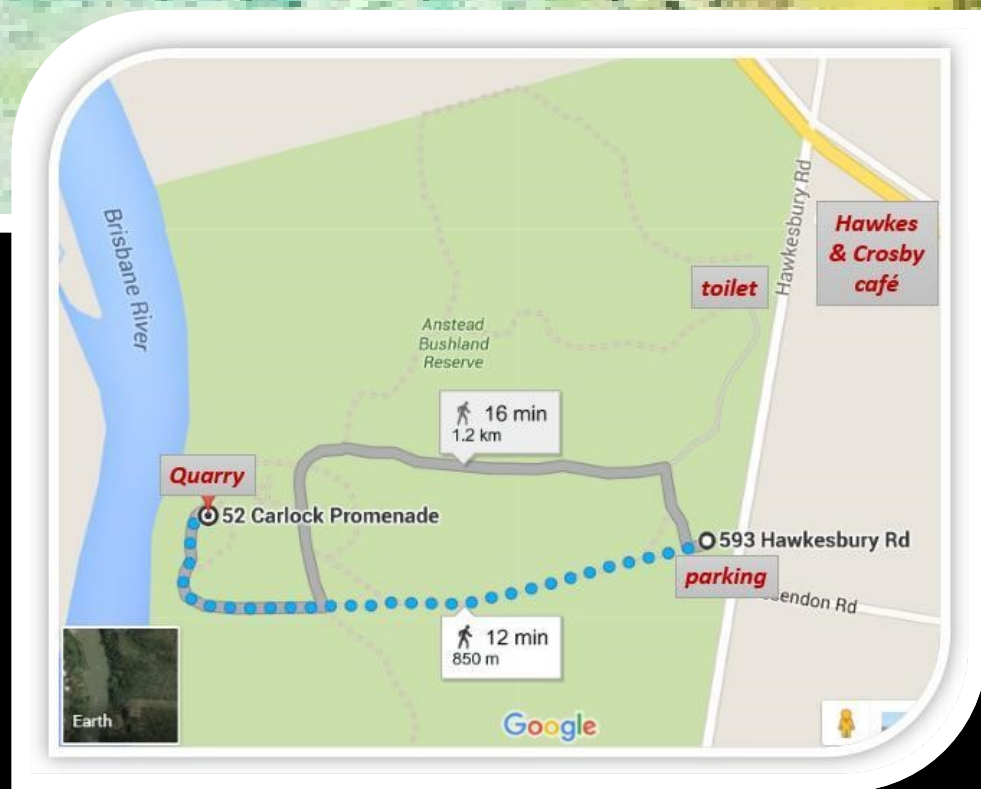 Hawkesbury Rd
Hawkes
& Crosby
café
toilet
Brisbane River
Anstead
Bushland
Reserve
16 min
1.2 km
Quarry
52 Carlock Promenade
593 Hawkesbury Rd
parking
Rd
12 min
850 m
Earth
Google